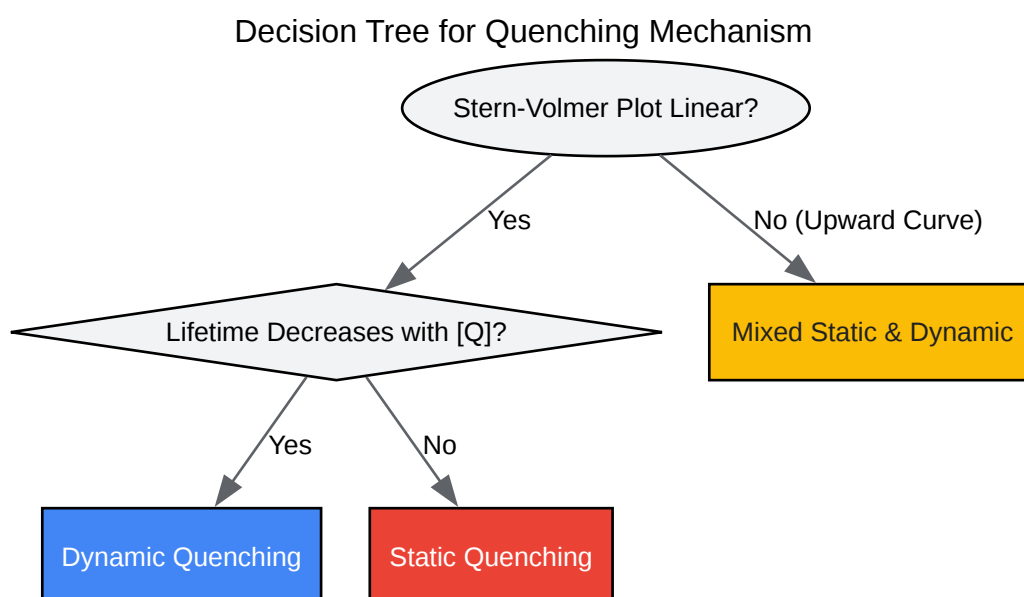 Decision Tree for Quenching Mechanism
Stern-Volmer Plot Linear?
Yes
No (Upward Curve)
Lifetime Decreases with [Q]?
Mixed Static & Dynamic
Yes
No
Dynamic Quenching
Static Quenching